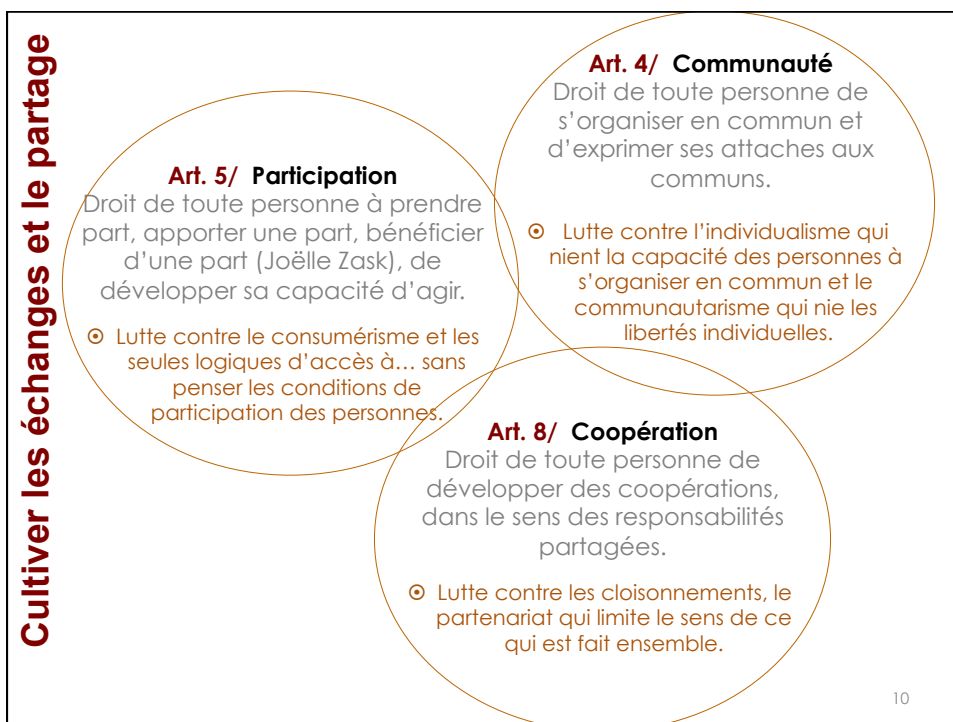 Cultiver les échanges et le partage
Art. 4/ Communauté
Droit de toute personne de
s’organiser en commun et
d’exprimer ses attaches aux
communs.
Lutte contre l’individualisme qui
nient la capacité des personnes à
s’organiser en commun et le
communautarisme qui nie les
libertés individuelles.
Art. 5/ Participation
Droit de toute personne à prendre
part, apporter une part, bénéficier
d’une part (Joëlle Zask), de
développer sa capacité d’agir.
Lutte contre le consumérisme et les
seules logiques d’accès à… sans
penser les conditions de
participation des personnes.
Art. 8/ Coopération
Droit de toute personne de
développer des coopérations,
dans le sens des responsabilités
partagées.
Lutte contre les cloisonnements, le
partenariat qui limite le sens de ce
qui est fait ensemble.
10